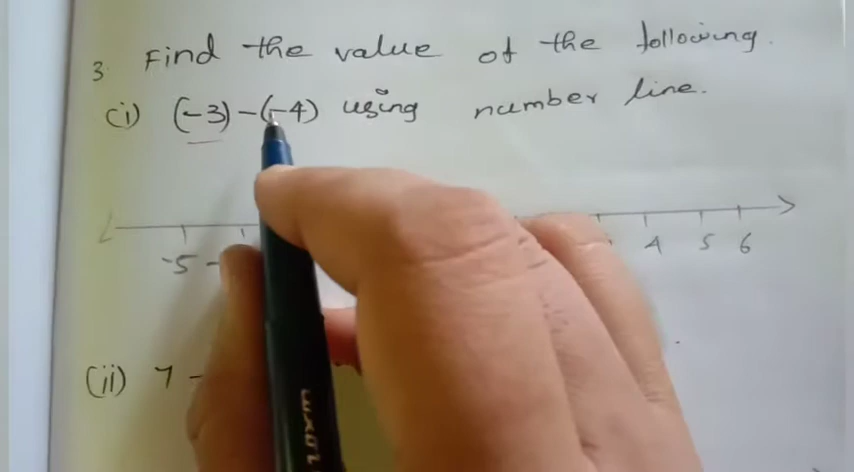 3. Find the value of the following.
(i) (-3) - (-4) using number line.
-5 - 4 5 6
(ii) 7 -